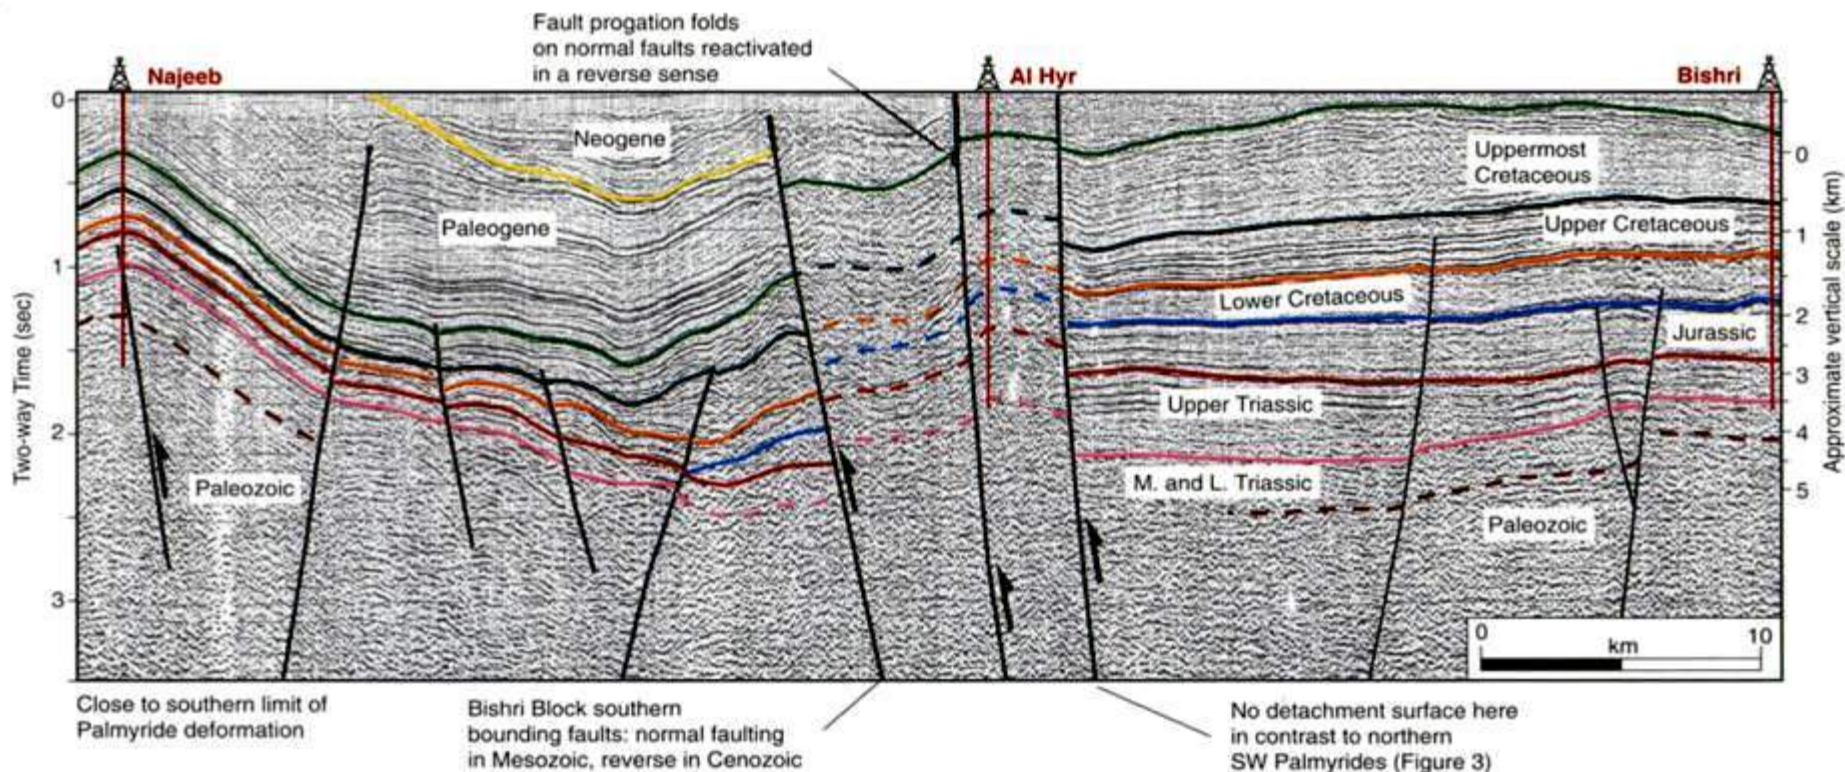 Fault progation folds
on normal faults reactivated
in a reverse sense
Najeeb
Al Hyr
Bishri
0
Neogene
Uppermost
Cretaceous
0
Paleogene
Upper Cretaceous
1
1
Lower Cretaceous
2
Jurassic
3
Upper Triassic
2
4
Paleozoic
M. and L. Triassic
5
Paleozoic
3
0
10
km
Two-way Time (sec)
Approximate vertical scale (km)
Close to southern limit of
Palmyride deformation
Bishri Block southern
bounding faults: normal faulting
in Mesozoic, reverse in Cenozoic
No detachment surface here
in contrast to northern
SW Palmyrides (Figure 3)